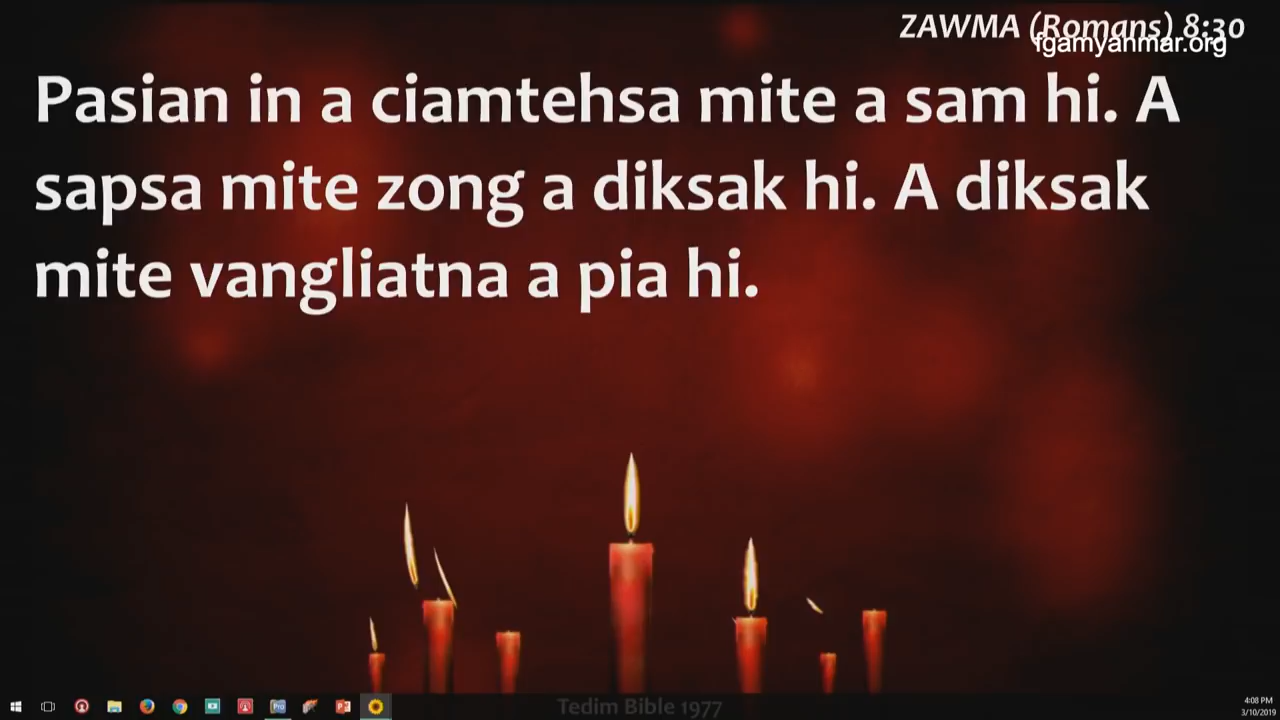 ZAWMA (Romans) 8:30
fgamyanmar.org
Pasian in a ciamtehsa mite a sam hi. A
sapsa mite zong a diksak hi. A diksak
mite vangliatna a pia hi.
Tedim Bible 1977
4:08 PM
3/10/2019